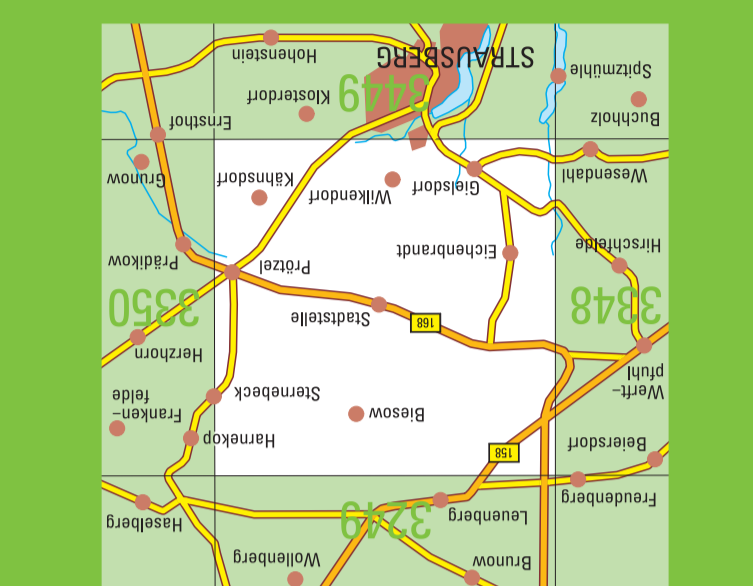 Brunow
Wollenberg
Leuenberg
3249
Haselberg
Freudenberg
158
Beiersdorf
Harnekop
Biesow
Franken-
felde
Werft-
pfuhl
Sternebeck
Herzhorn
168
Stadtstelle
3348
3350
Prötzel
Prädikow
Hirschfelde
Eichenbrandt
Wesendahl
Gielsdorf
Wilkendorf
Kähnsdorf
Grunow
Ernsthof
Buchholz
Klosterdorf
3449
Spitzmühle
STRAUSBERG
Hohenstein